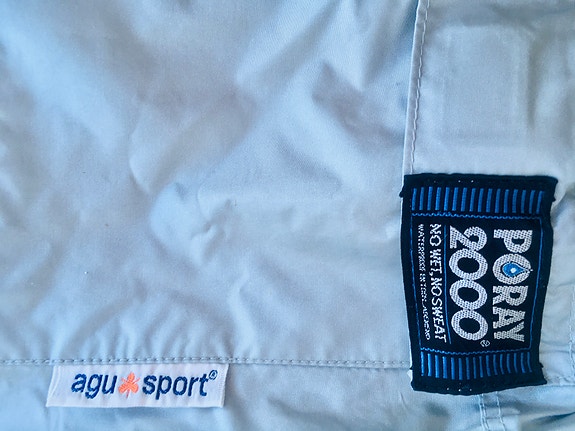 agu sport®
PORAY
2000®
NO WET, NO SWEAT